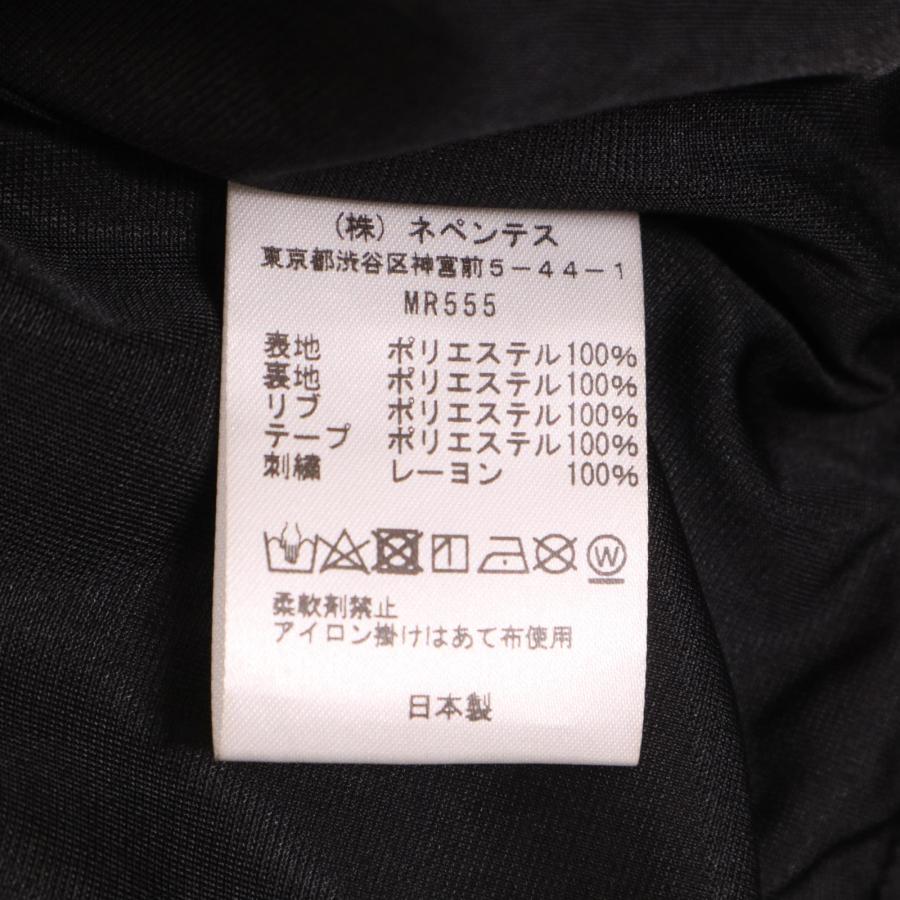 （株）ネペンテス
東京都渋谷区神宮前5-44-1
MR555
表地 ポリエステル100%
裏地 ポリエステル100%
リブ ポリエステル100%
テープ ポリエステル100%
刺繍 レーヨン 100%
W
柔軟剤禁止
アイロン掛けはあて布使用
日本製